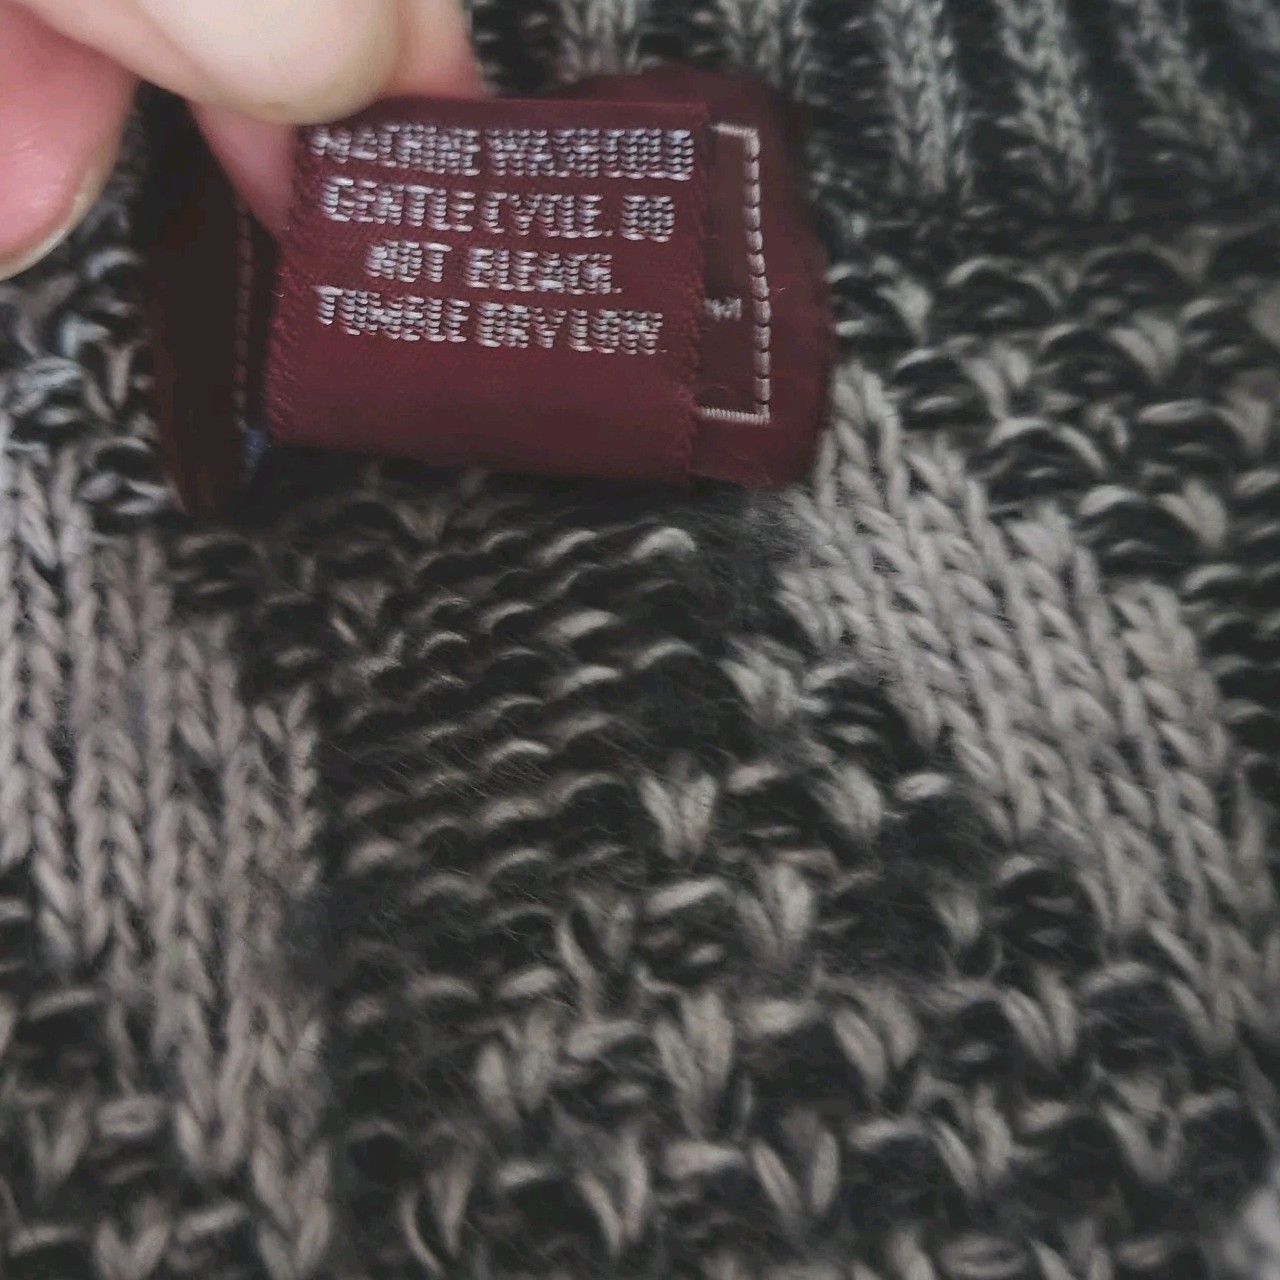 MACHINE WASH COLD
GENTLE CYCLE. DO
NOT BLEACH.
TUMBLE DRY LOW.